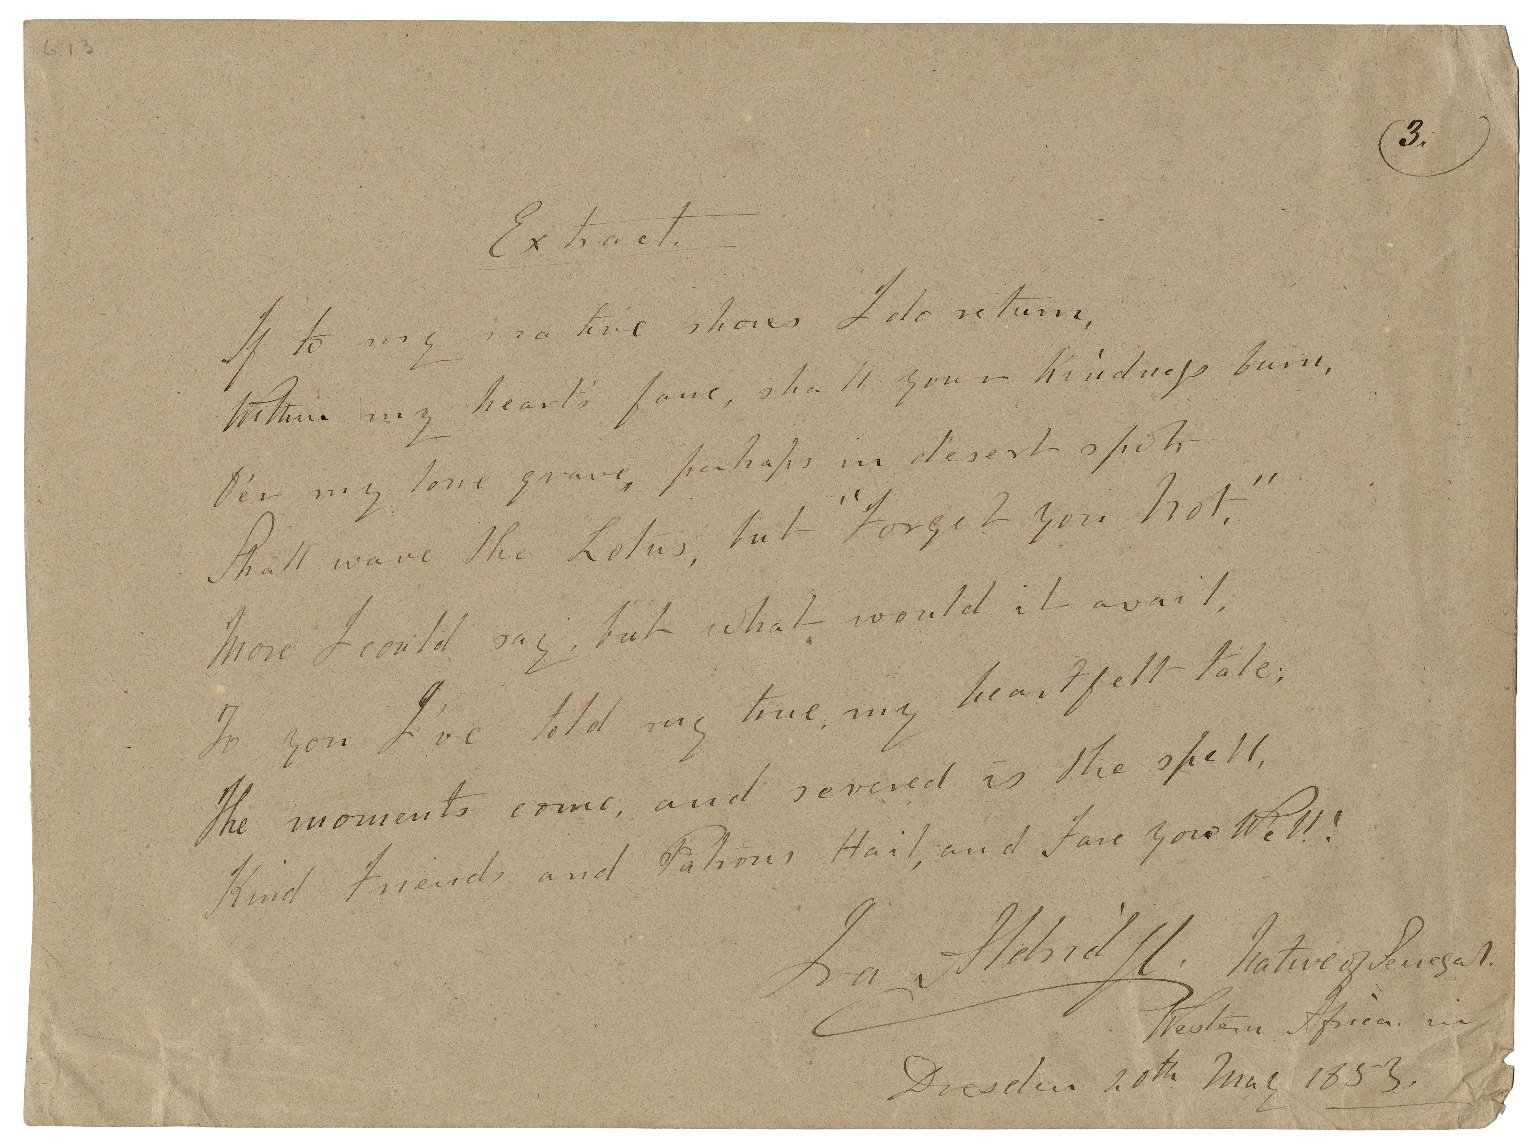 613
3.
Extract.
If to my native shores I do return,
Within my heart's fane, shall your kindness burn,
O'er my lone grave, perhaps in desert spot,
Shall wave the Lotus, but "Forget you Not."
More I could say, but what would it avail,
To you I've told my true, my heartfelt tale;
The moments come, and severed is the spell,
Kind Friends and Patrons Hail, and Fare you Well!
Ira Aldridge. Native of Senegal.
Western Africa. in
Dresden 20th May 1853.